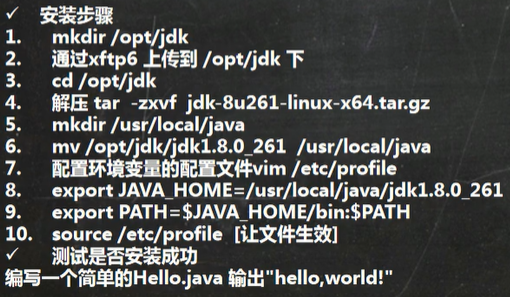 ✓ 安装步骤
1. mkdir /opt/jdk
2. 通过xftp6 上传到 /opt/jdk 下
3. cd /opt/jdk
4. 解压 tar -zxvf jdk-8u261-linux-x64.tar.gz
5. mkdir /usr/local/java
6. mv /opt/jdk/jdk1.8.0_261 /usr/local/java
7. 配置环境变量的配置文件vim /etc/profile
8. export JAVA_HOME=/usr/local/java/jdk1.8.0_261
9. export PATH=$JAVA_HOME/bin:$PATH
10. source /etc/profile [让文件生效]
✓ 测试是否安装成功
编写一个简单的Hello.java 输出"hello,world!"